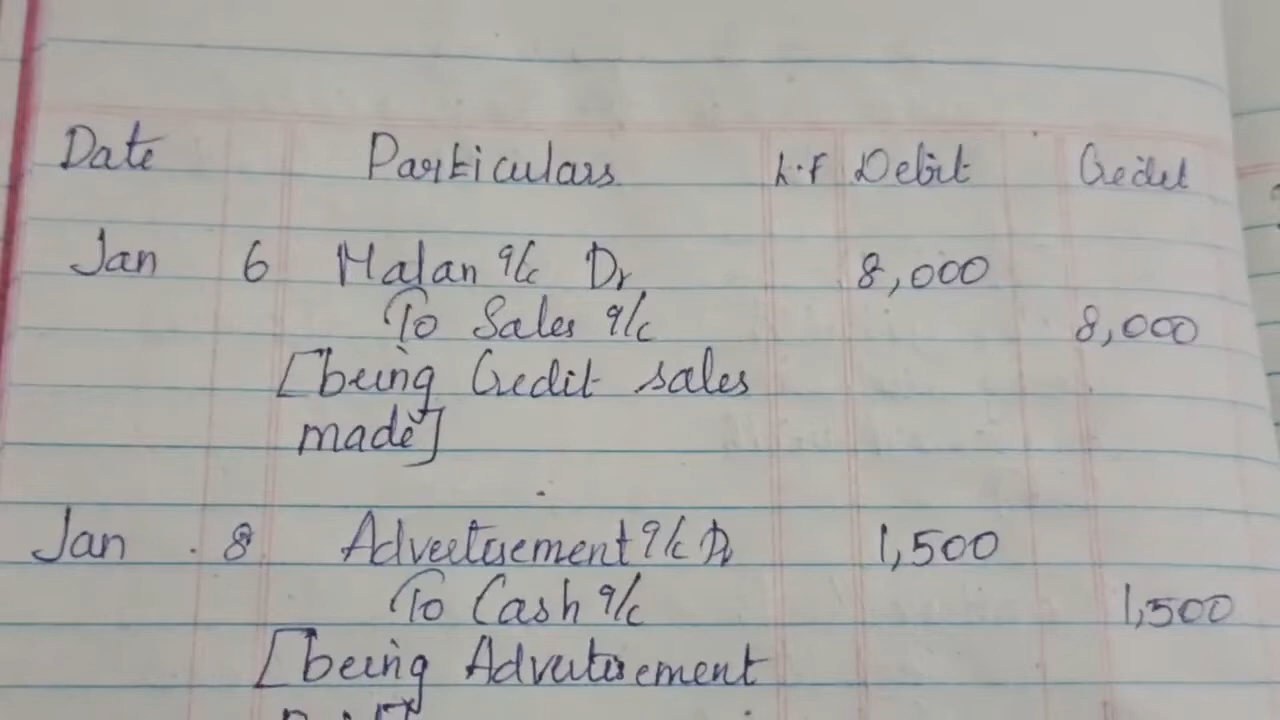 Date Particulars L.F Debit Credit
Jan 6 Malan a/c Dr 8,000
To Sales a/c 8,000
[being Credit sales
made]
Jan 8 Advertisement a/c Dr 1,500
To Cash a/c 1,500
[being Advertisement